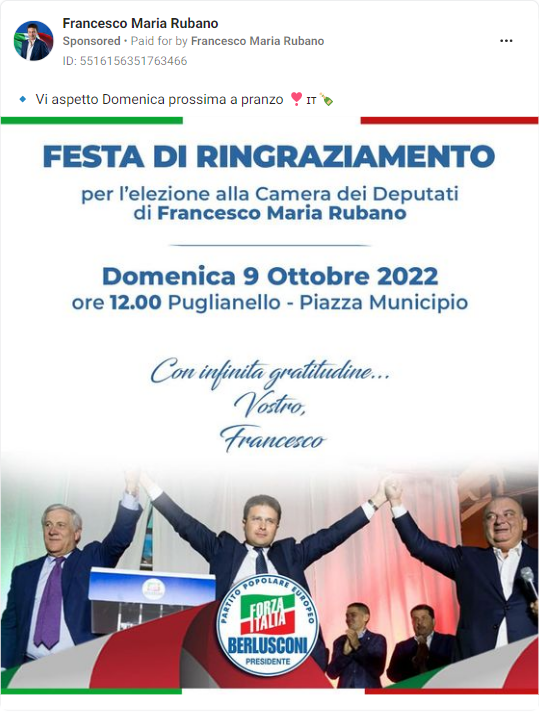 Francesco Maria Rubano
Sponsored • Paid for by Francesco Maria Rubano
ID: 5516156351763466
🔹 Vi aspetto Domenica prossima a pranzo ❣️ IT 🍾
FESTA DI RINGRAZIAMENTO
per l'elezione alla Camera dei Deputati
di Francesco Maria Rubano
Domenica 9 Ottobre 2022
ore 12.00 Puglianello - Piazza Municipio
Con infinita gratitudine...
Vostro,
Francesco
PARTITO POPOLARE EUROPEO
FORZA
ITALIA
BERLUSCONI
PRESIDENTE